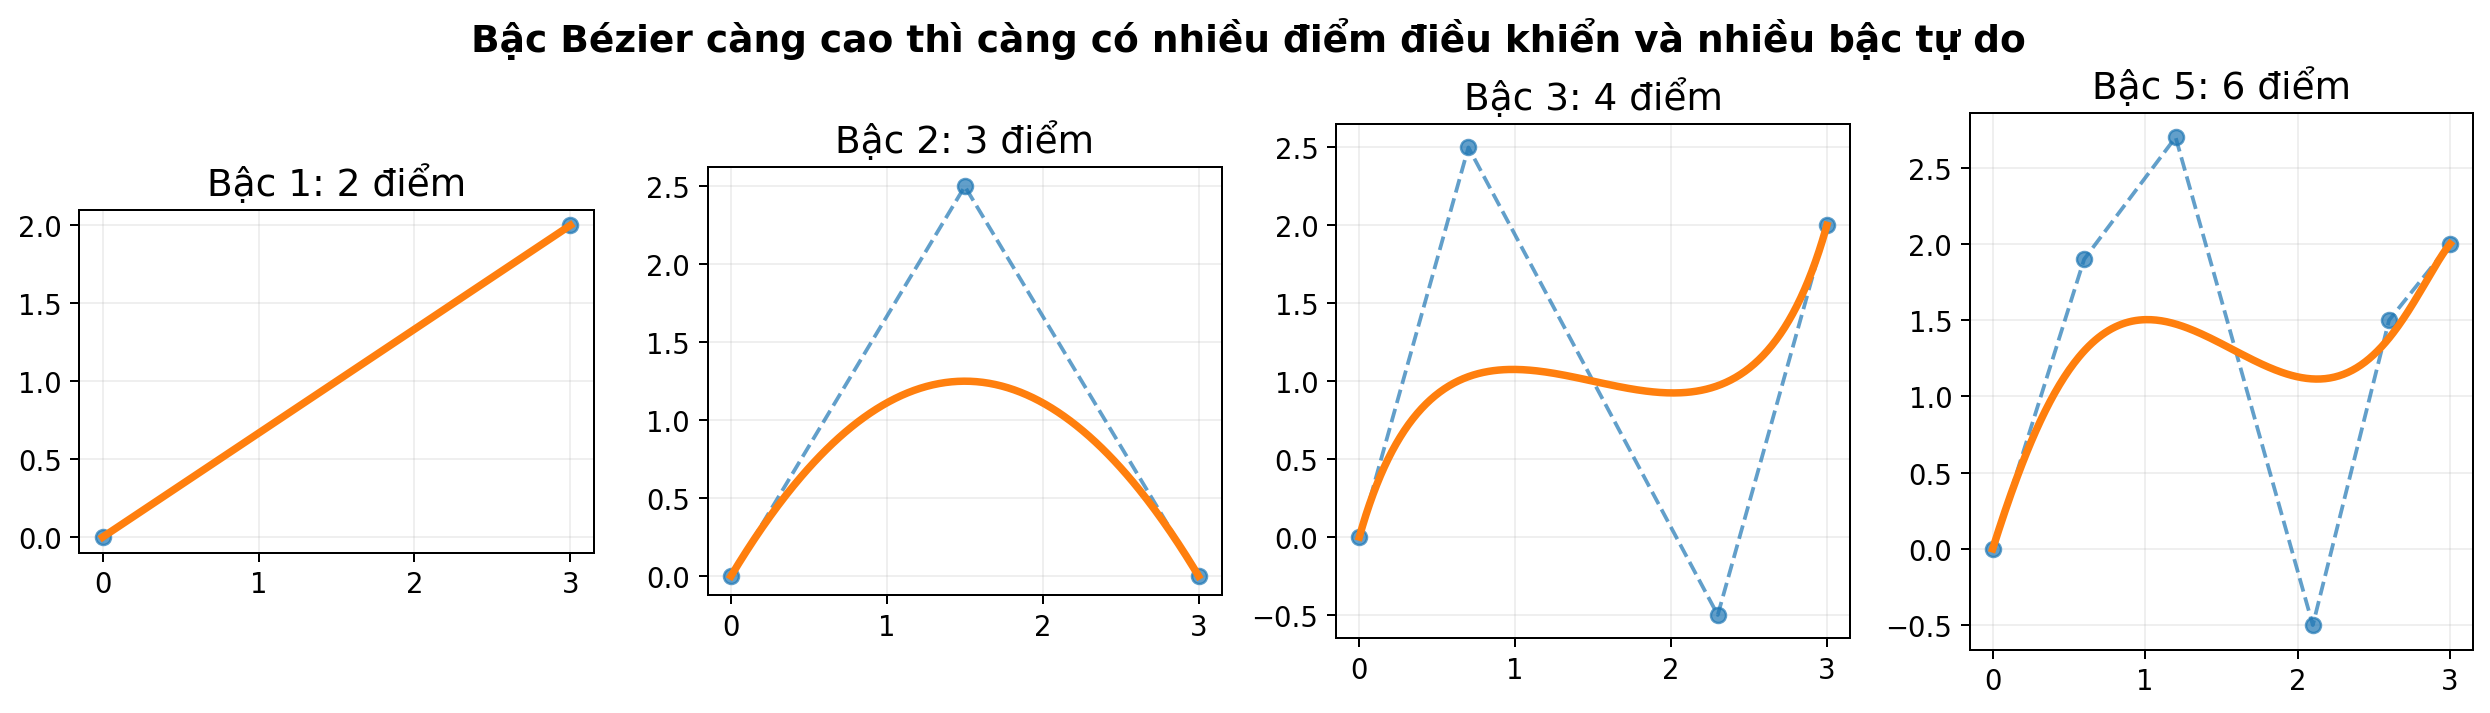 Bậc Bézier càng cao thì càng có nhiều điểm điều khiển và nhiều bậc tự do
Bậc 1: 2 điểm
2.0
1.5
1.0
0.5
0.0
0 1 2 3
Bậc 2: 3 điểm
2.5
2.0
1.5
1.0
0.5
0.0
0 1 2 3
Bậc 3: 4 điểm
2.5
2.0
1.5
1.0
0.5
0.0
−0.5
0 1 2 3
Bậc 5: 6 điểm
2.5
2.0
1.5
1.0
0.5
0.0
−0.5
0 1 2 3